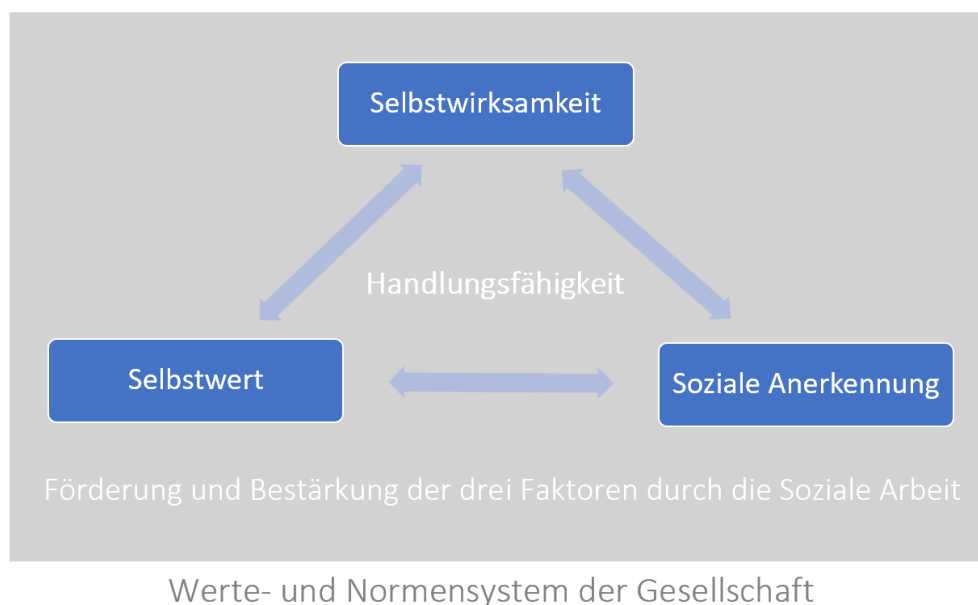 Selbstwirksamkeit
Handlungsfähigkeit
Selbstwert
Soziale Anerkennung
Förderung und Bestärkung der drei Faktoren durch die Soziale Arbeit
Werte- und Normensystem der Gesellschaft